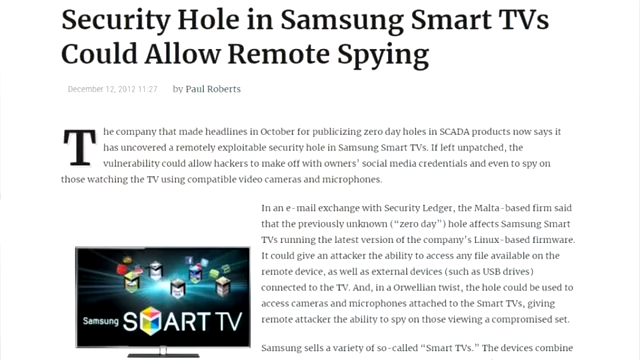 Security Hole in Samsung Smart TVs
Could Allow Remote Spying
December 12, 2012 11:27 by Paul Roberts
The company that made headlines in October for publicizing zero day holes in SCADA products now says it
has uncovered a remotely exploitable security hole in Samsung Smart TVs. If left unpatched, the
vulnerability could allow hackers to make off with owners' social media credentials and even to spy on
those watching the TV using compatible video cameras and microphones.
In an e-mail exchange with Security Ledger, the Malta-based firm said
that the previously unknown (“zero day”) hole affects Samsung Smart
TVs running the latest version of the company's Linux-based firmware.
It could give an attacker the ability to access any file available on the
remote device, as well as external devices (such as USB drives)
connected to the TV. And, in a Orwellian twist, the hole could be used to
access cameras and microphones attached to the Smart TVs, giving
remote attacker the ability to spy on those viewing a compromised set.
Samsung SMART TV
Samsung sells a variety of so-called “Smart TVs.” The devices combine